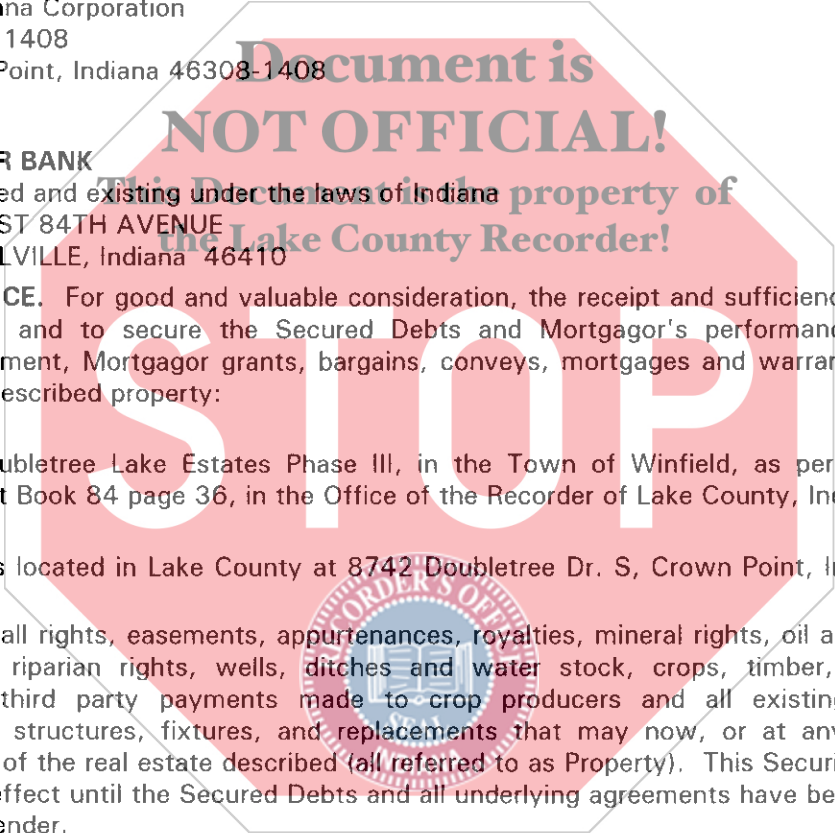 na Corporation
1408
Point, Indiana 46308-1408
Document is
NOT OFFICIAL!
R BANK
ed and existing under the laws of Indiana
This Document is the property of
ST 84TH AVENUE
the Lake County Recorder!
LVILLE, Indiana 46410
CE. For good and valuable consideration, the receipt and sufficienc
and to secure the Secured Debts and Mortgagor's performanc
ment, Mortgagor grants, bargains, conveys, mortgages and warran
escribed property:
STOP
ubletree Lake Estates Phase III, in the Town of Winfield, as per
t Book 84 page 36, in the Office of the Recorder of Lake County, In
s located in Lake County at 8742 Doubletree Dr. S, Crown Point, I
RECORDER'S OFFICE
all rights, easements, appurtenances, royalties, mineral rights, oil a
riparian rights, wells, ditches and water stock, crops, timber,
third party payments made to crop producers and all existing
structures, fixtures, and replacements that may now, or at any
SEAL
INDIANA
of the real estate described (all referred to as Property). This Securi
effect until the Secured Debts and all underlying agreements have be
ender.